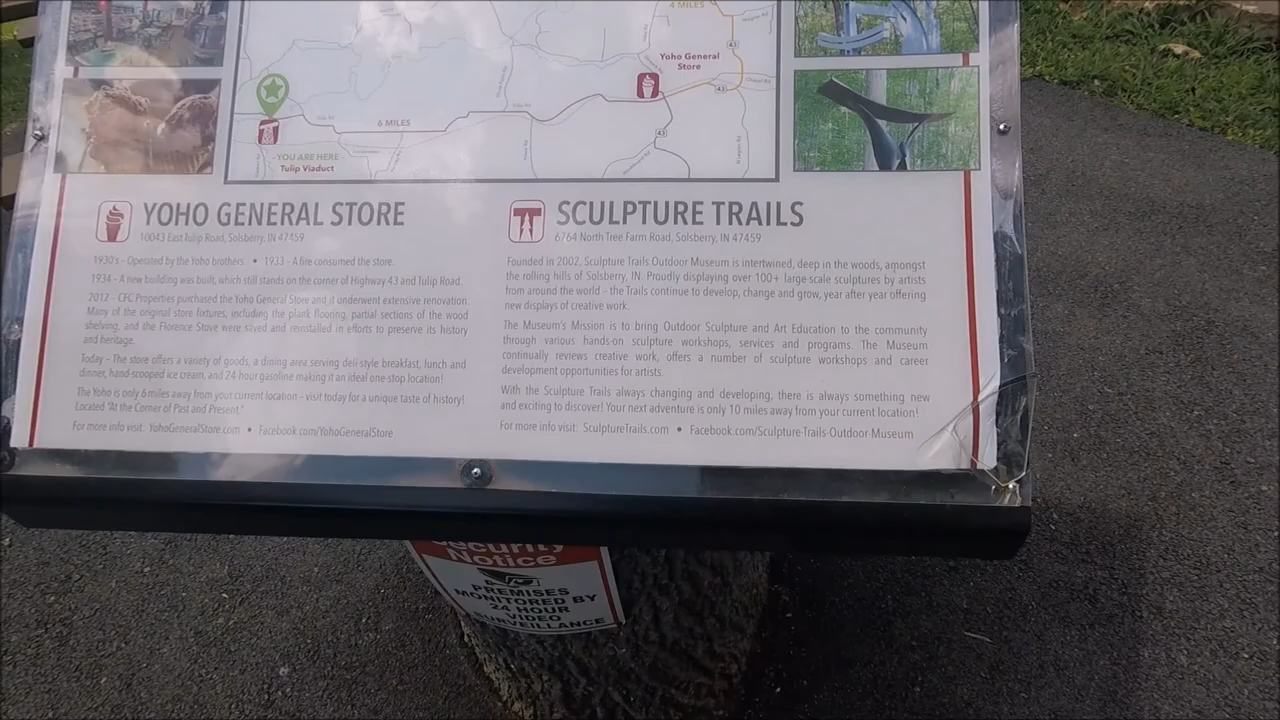 4 MILES
43
Yoho General
Store
43
6 MILES
43
YOU ARE HERE
Tulip Viaduct
YOHO GENERAL STORE
10043 East Tulip Road, Solsberry, IN 47459
1930's - Operated by the Yoho brothers. • 1933 - A fire consumed the store.
1934 - A new building was built, which still stands on the corner of Highway 43 and Tulip Road.
2012 - CFC Properties purchased the Yoho General Store and it underwent extensive renovation.
Many of the original store fixtures, including the plank flooring, partial sections of the wood
shelving, and the Florence Stove were saved and reinstalled in efforts to preserve its history
and heritage.
Today - The store offers a variety of goods, a dining area serving deli-style breakfast, lunch and
dinner, hand-scooped ice cream, and 24 hour gasoline making it an ideal one-stop location!
The Yoho is only 6 miles away from your current location - visit today for a unique taste of history!
Located "At the Corner of Past and Present."
For more info visit: YohoGeneralStore.com • Facebook.com/YohoGeneralStore
SCULPTURE TRAILS
6764 North Tree Farm Road, Solsberry, IN 47459
Founded in 2002, Sculpture Trails Outdoor Museum is intertwined, deep in the woods, amongst
the rolling hills of Solsberry, IN. Proudly displaying over 100+ large-scale sculptures by artists
from around the world - the Trails continue to develop, change and grow, year after year offering
new displays of creative work.
The Museum's Mission is to bring Outdoor Sculpture and Art Education to the community
through various hands-on sculpture workshops, services and programs. The Museum
continually reviews creative work, offers a number of sculpture workshops and career
development opportunities for artists.
With the Sculpture Trails always changing and developing, there is always something new
and exciting to discover! Your next adventure is only 10 miles away from your current location!
For more info visit: SculptureTrails.com • Facebook.com/Sculpture-Trails-Outdoor-Museum
Security
Notice
PREMISES
MONITORED BY
24 HOUR
VIDEO
SURVEILLANCE